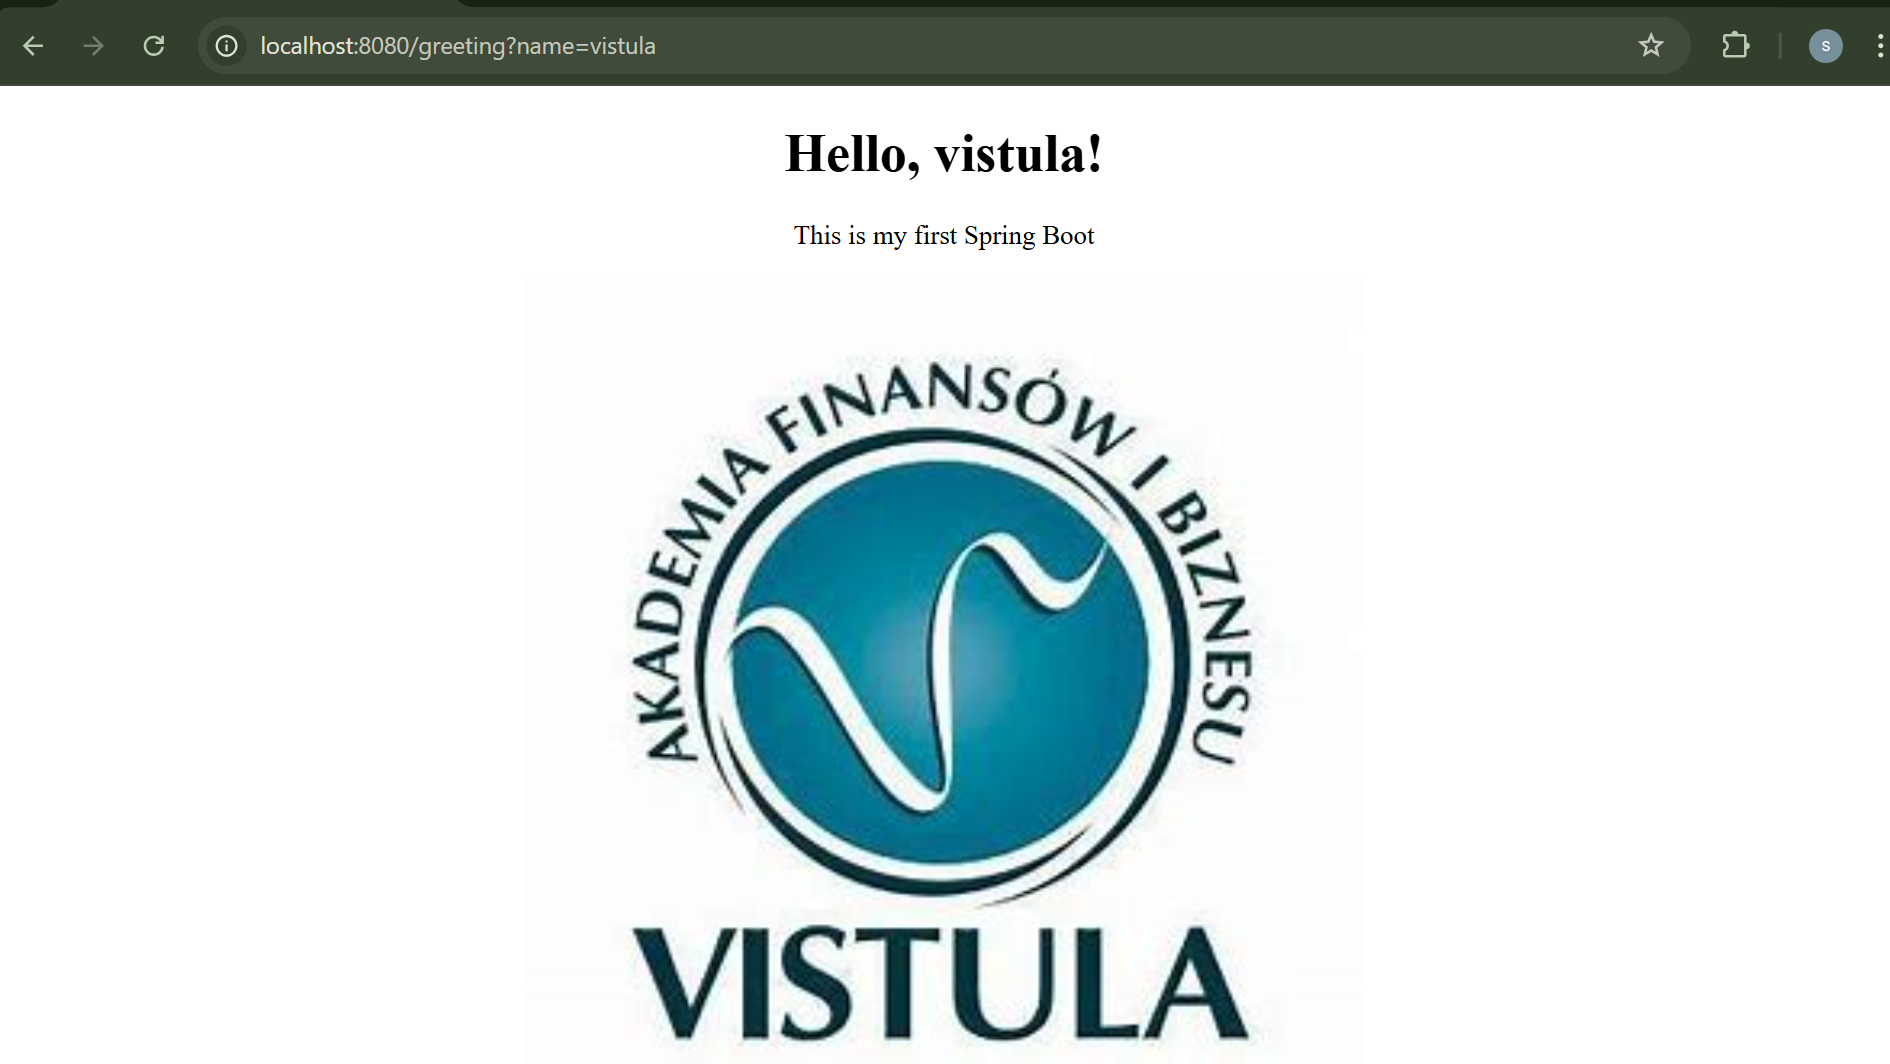 localhost:8080/greeting?name=vistula
S
Hello, vistula!
This is my first Spring Boot
AKADEMIA FINANSÓW I BIZNESU
VISTULA